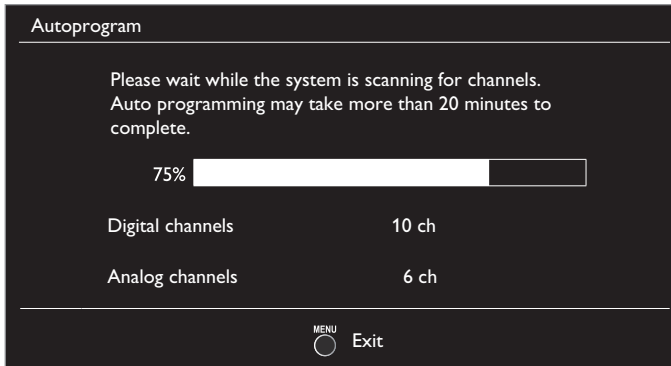 Autoprogram
Please wait while the system is scanning for channels.
Auto programming may take more than 20 minutes to
complete.
75%
Digital channels 10 ch
Analog channels 6 ch
MENU
Exit